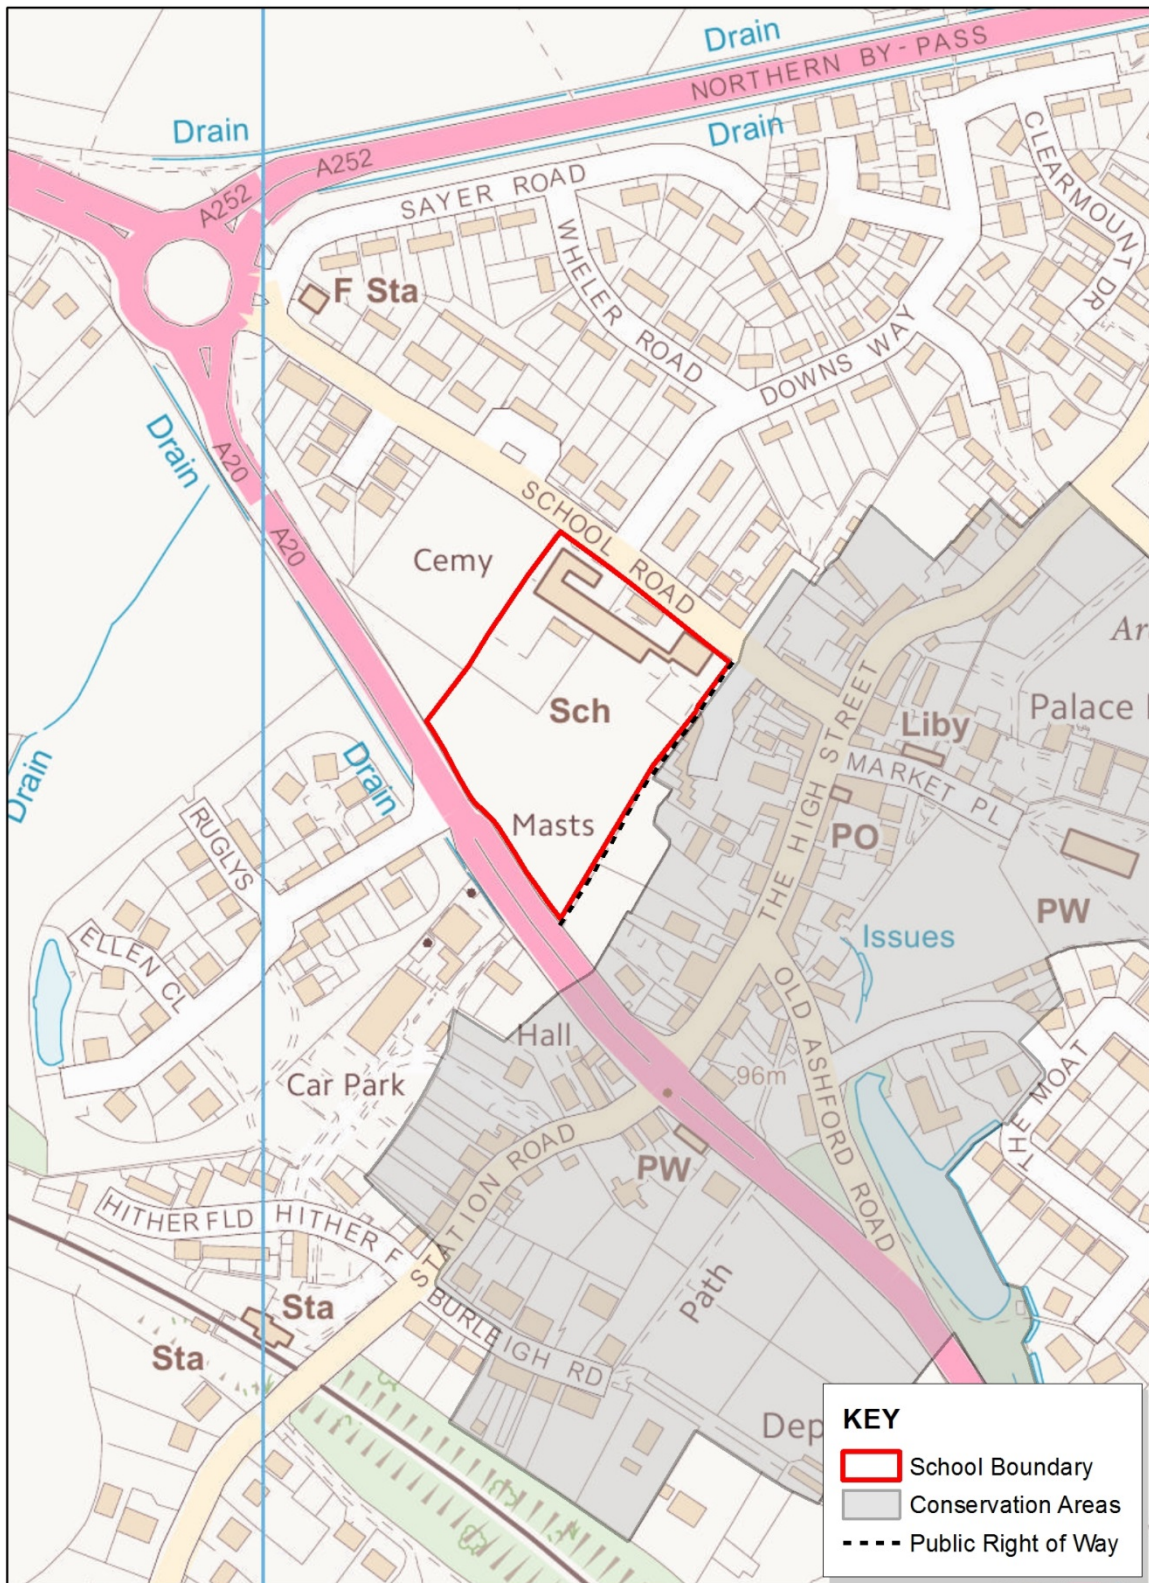 Drain
NORTHERN BY-PASS
Drain
Drain
A252
A252
SAYER ROAD
CLEARMOUNT DR
WHELER ROAD
F Sta
DOWNS WAY
Drain
A20
A20
SCHOOL ROAD
Cemy
Ar
Sch
THE HIGH STREET
Liby
Palace
MARKET PL
Drain
Drain
RUGLYS
Masts
PO
PW
ELLEN CL
Issues
OLD ASHFORD ROAD
Hall
Car Park
96m
THE MOAT
STATION ROAD
PW
HITHER FLD
HITHER F
Path
Sta
BURLEIGH RD
Sta
Dep
KEY
School Boundary
Conservation Areas
Public Right of Way